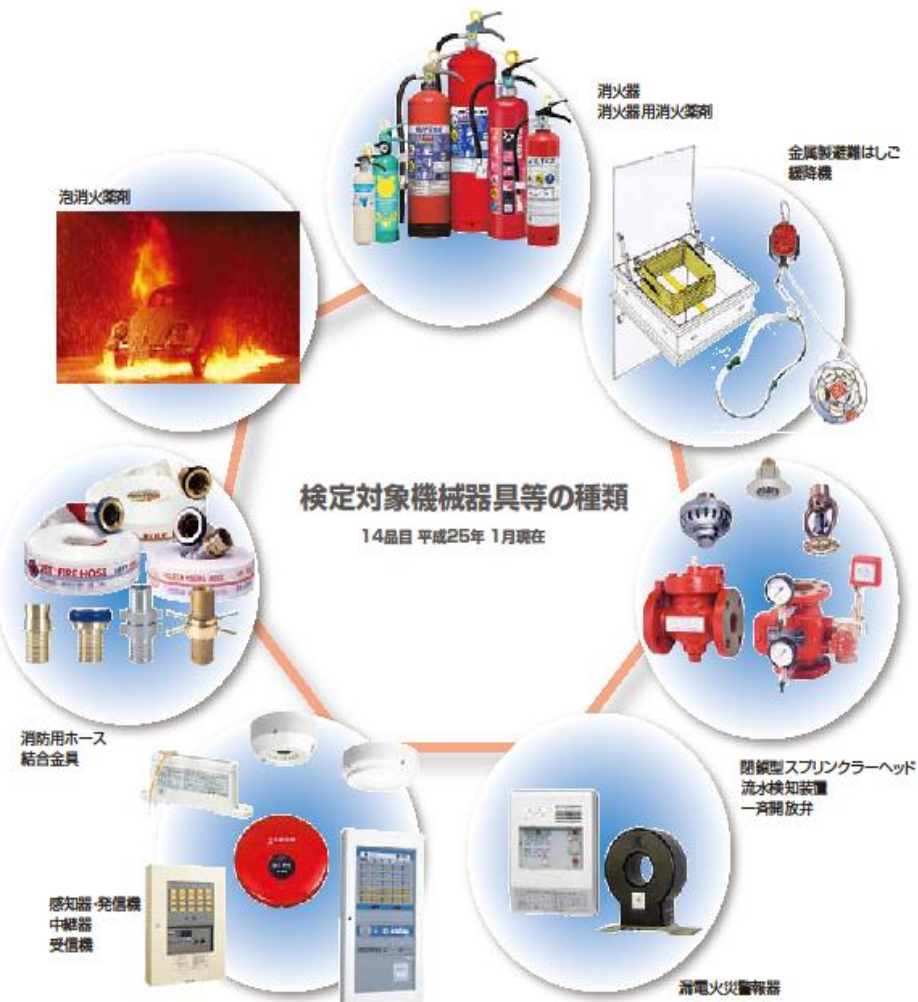 消火器
消火器用消火薬剤
金属製避難はしご
緩降機
泡消火薬剤
検定対象機械器具等の種類
14品目 平成25年 1月現在
FIRE HOSE
消防用ホース
結合金具
閉鎖型スプリンクラーヘッド
流水検知装置
一斉開放弁
感知器・発信機
中継器
受信機
漏電火災警報器